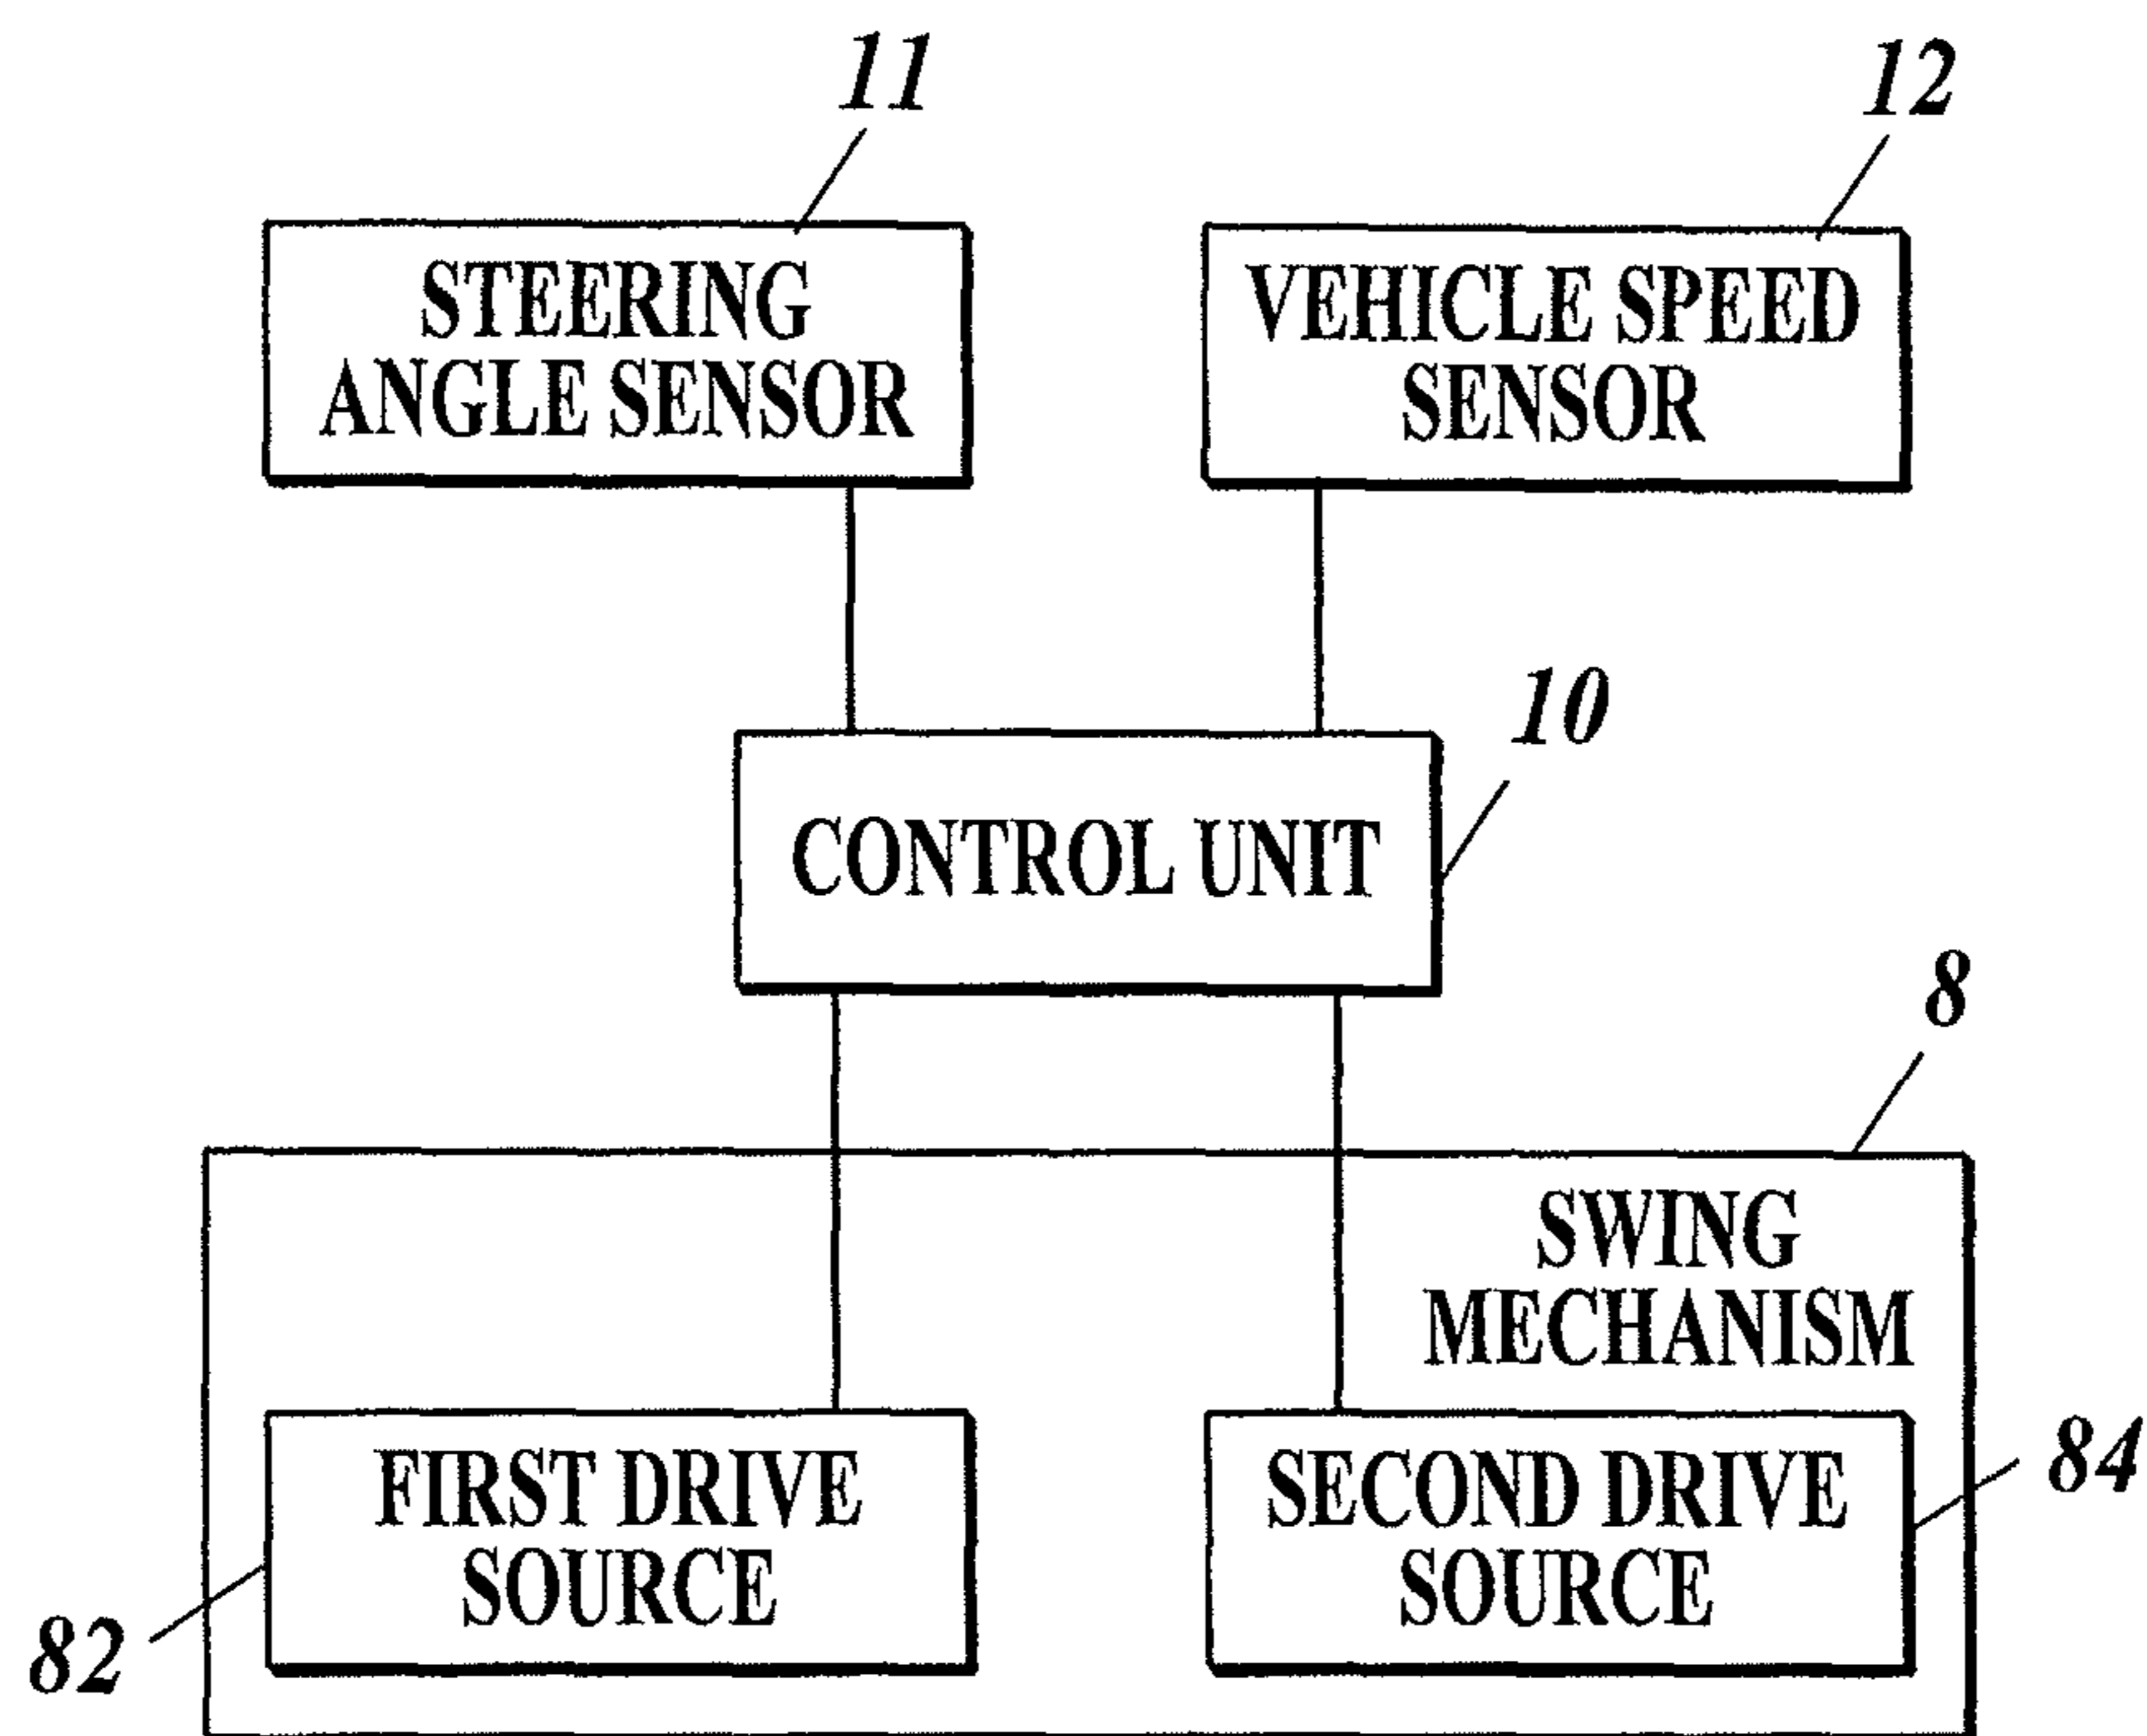 11
12
STEERING
ANGLE SENSOR
VEHICLE SPEED
SENSOR
10
CONTROL UNIT
8
SWING
MECHANISM
FIRST DRIVE
SOURCE
SECOND DRIVE
SOURCE
84
82